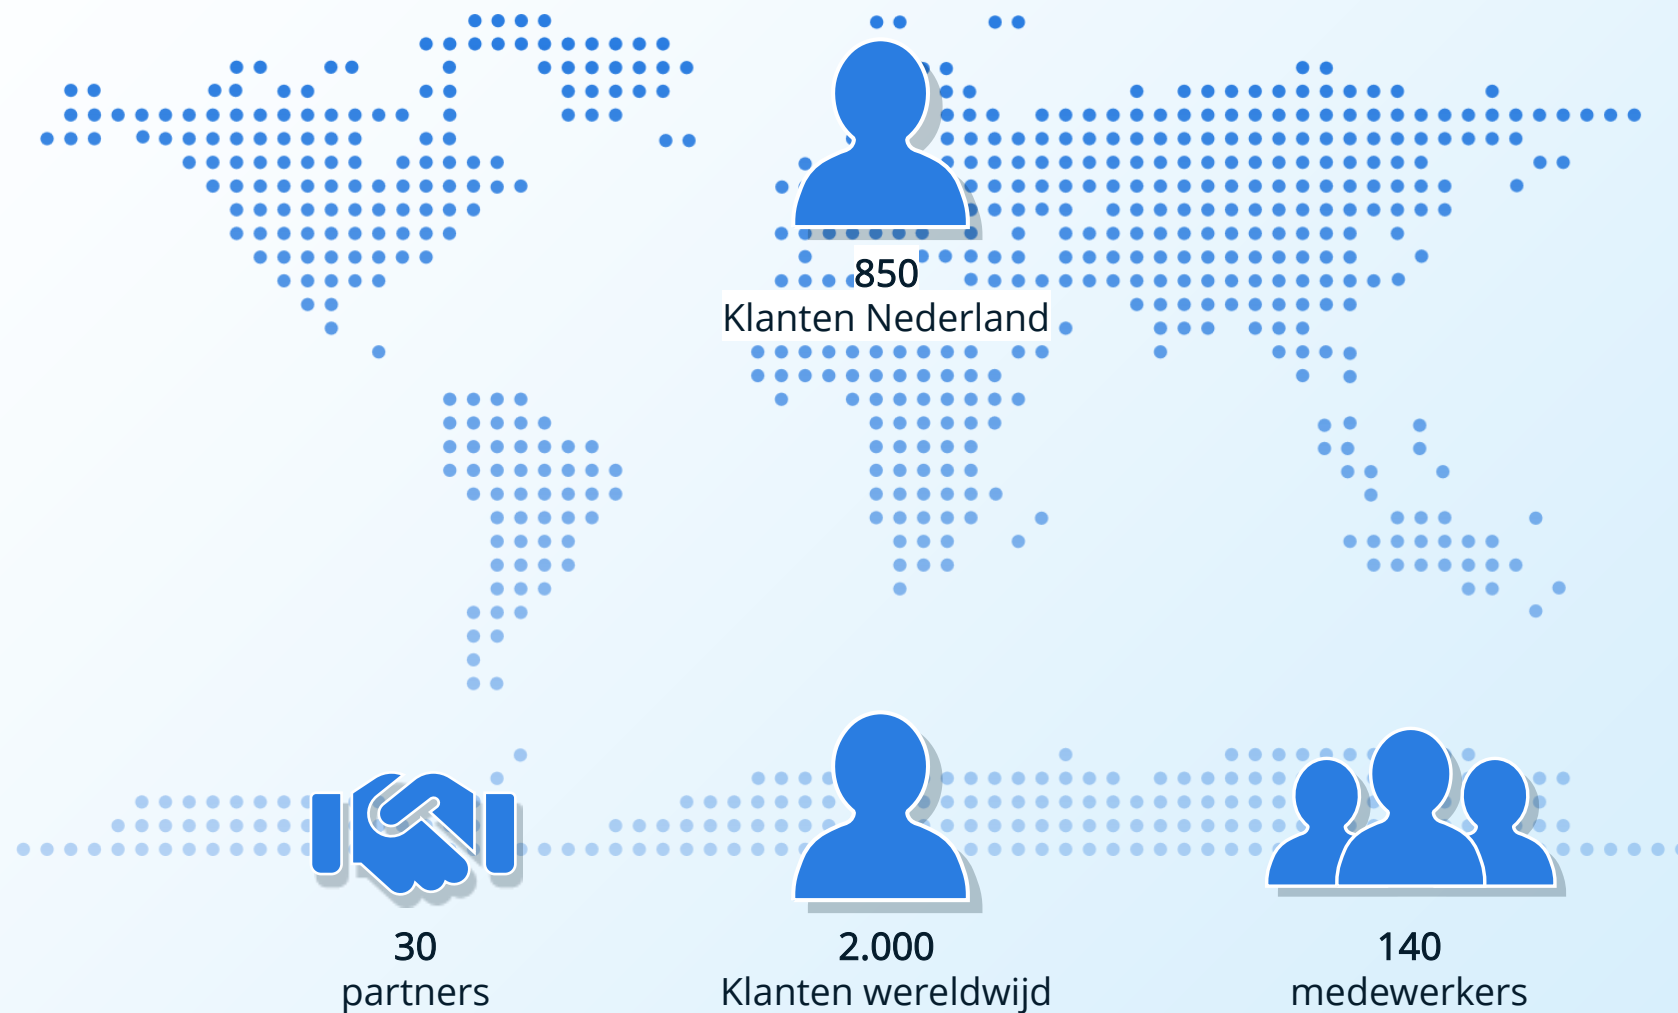 850
Klanten Nederland
30
partners
2.000
Klanten wereldwijd
140
medewerkers